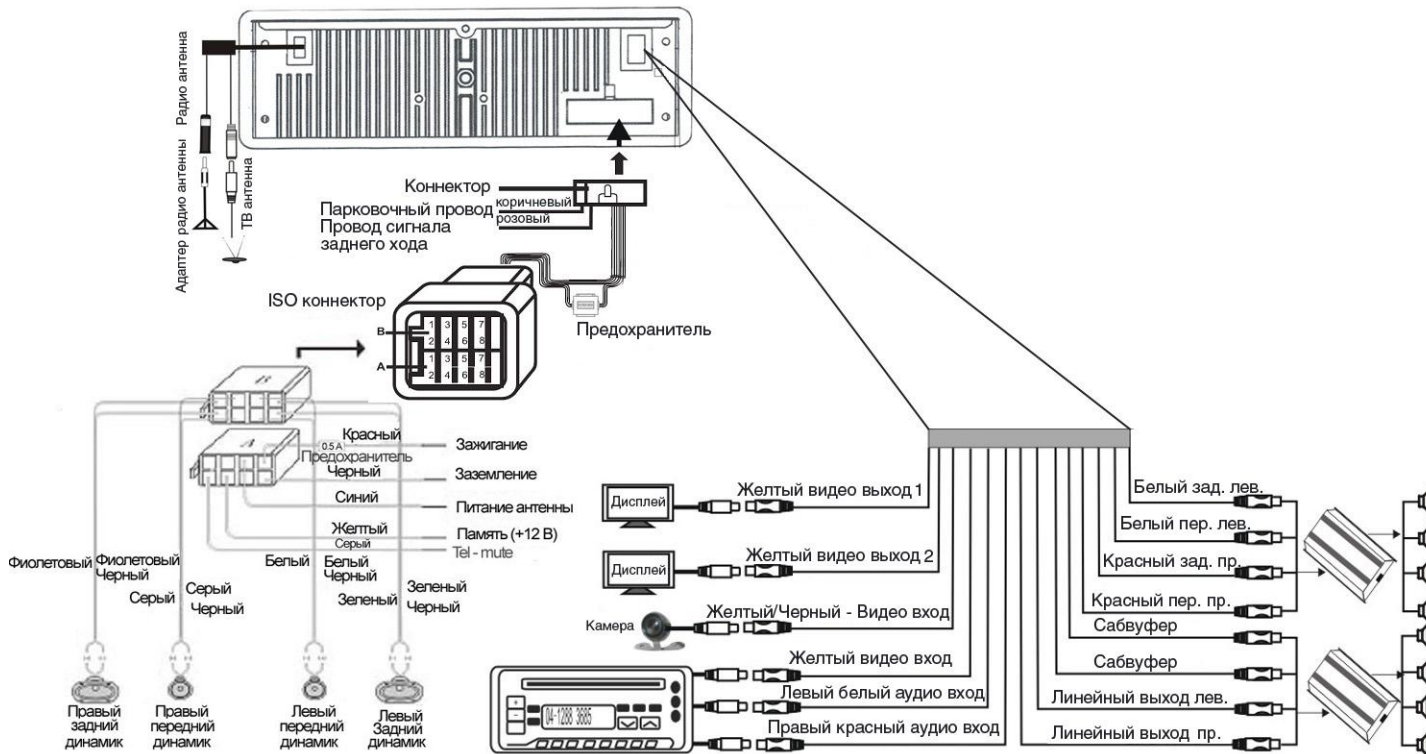 Радио антенна
Адаптер радио антенны
ТВ антенна
Коннектор
Парковочный провод
коричневый
розовый
Провод сигнала
заднего хода
ISO коннектор
Предохранитель
B
A
1 3 5 7
2 4 6 8
1 3 5 7
2 4 6 8
B
A
Красный
0.5 A
Предохранитель
Зажигание
Черный
Заземление
Синий
Питание антенны
Желтый
Память (+12 В)
Серый
Tel - mute
Фиолетовый
Фиолетовый
Черный
Серый
Серый
Черный
Белый
Белый
Черный
Зеленый
Зеленый
Черный
Правый
задний
динамик
Правый
передний
динамик
Левый
передний
динамик
Левый
Задний
динамик
Дисплей
Желтый видео выход 1
Дисплей
Желтый видео выход 2
Камера
Желтый/Черный - Видео вход
Желтый видео вход
Левый белый аудио вход
Правый красный аудио вход
+
−
04-1288 3685
Белый зад. лев.
Белый пер. лев.
Красный зад. пр.
Красный пер. пр.
Сабвуфер
Сабвуфер
Линейный выход лев.
Линейный выход пр.